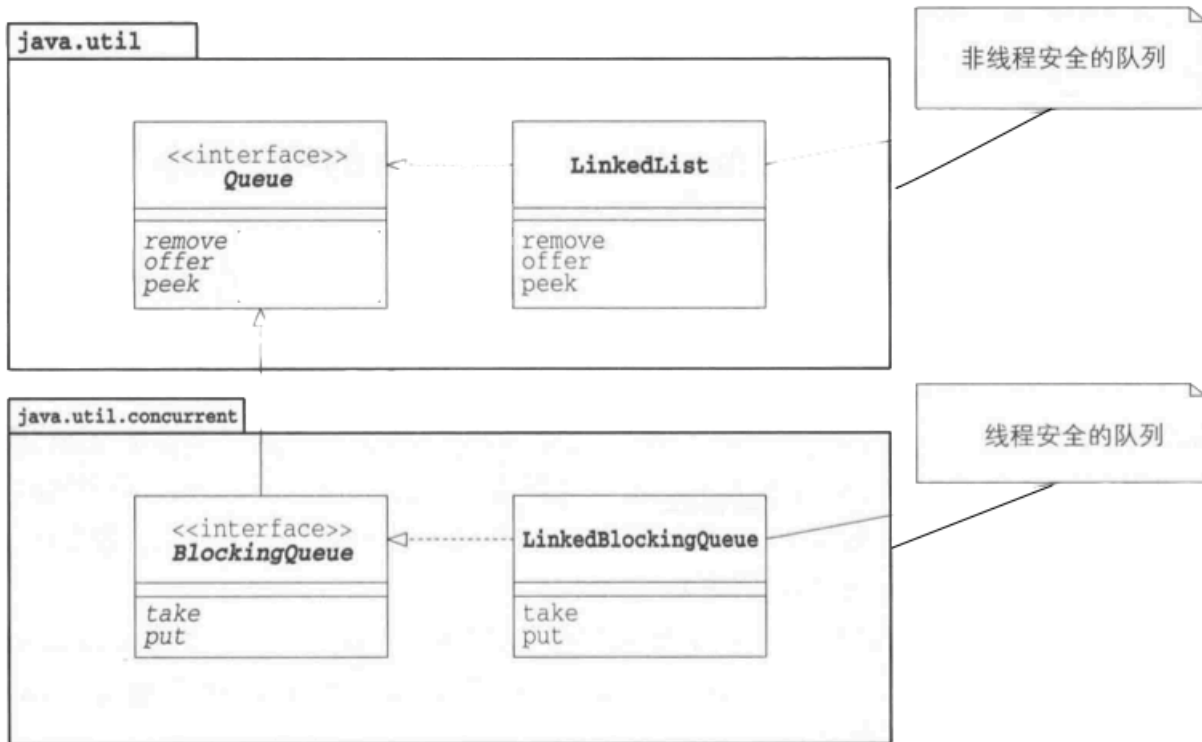 java.util
非线程安全的队列
<<interface>>
Queue
LinkedList
remove
offer
peek
remove
offer
peek
java.util.concurrent
线程安全的队列
<<interface>>
BlockingQueue
LinkedBlockingQueue
take
put
take
put